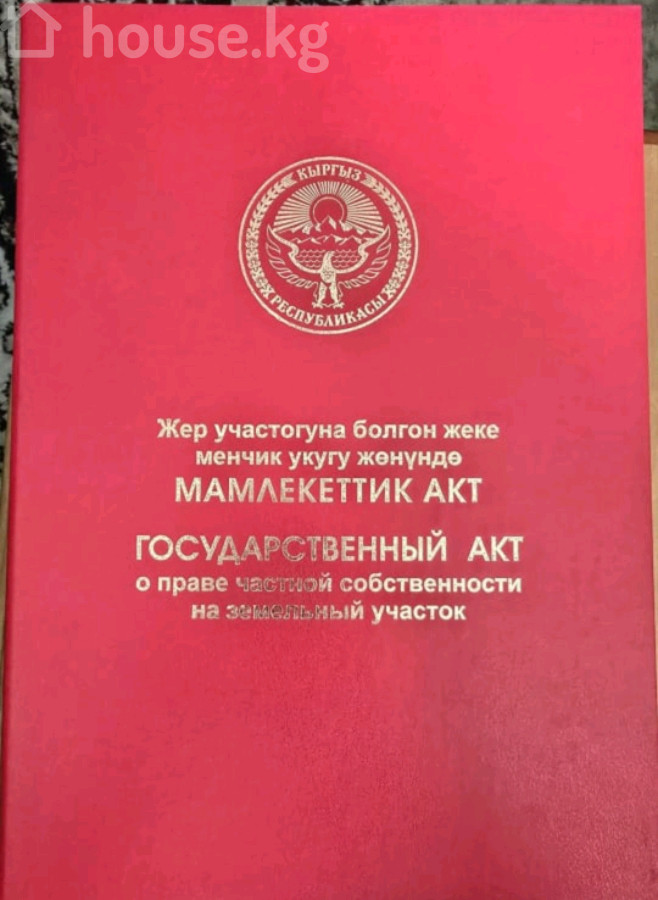 house.kg
КЫРГЫЗ
РЕСПУБЛИКАСЫ
Жер участогуна болгон жеке
менчик укугу жөнүндө
МАМЛЕКЕТТИК АКТ
ГОСУДАРСТВЕННЫЙ АКТ
о праве частной собственности
на земельный участок